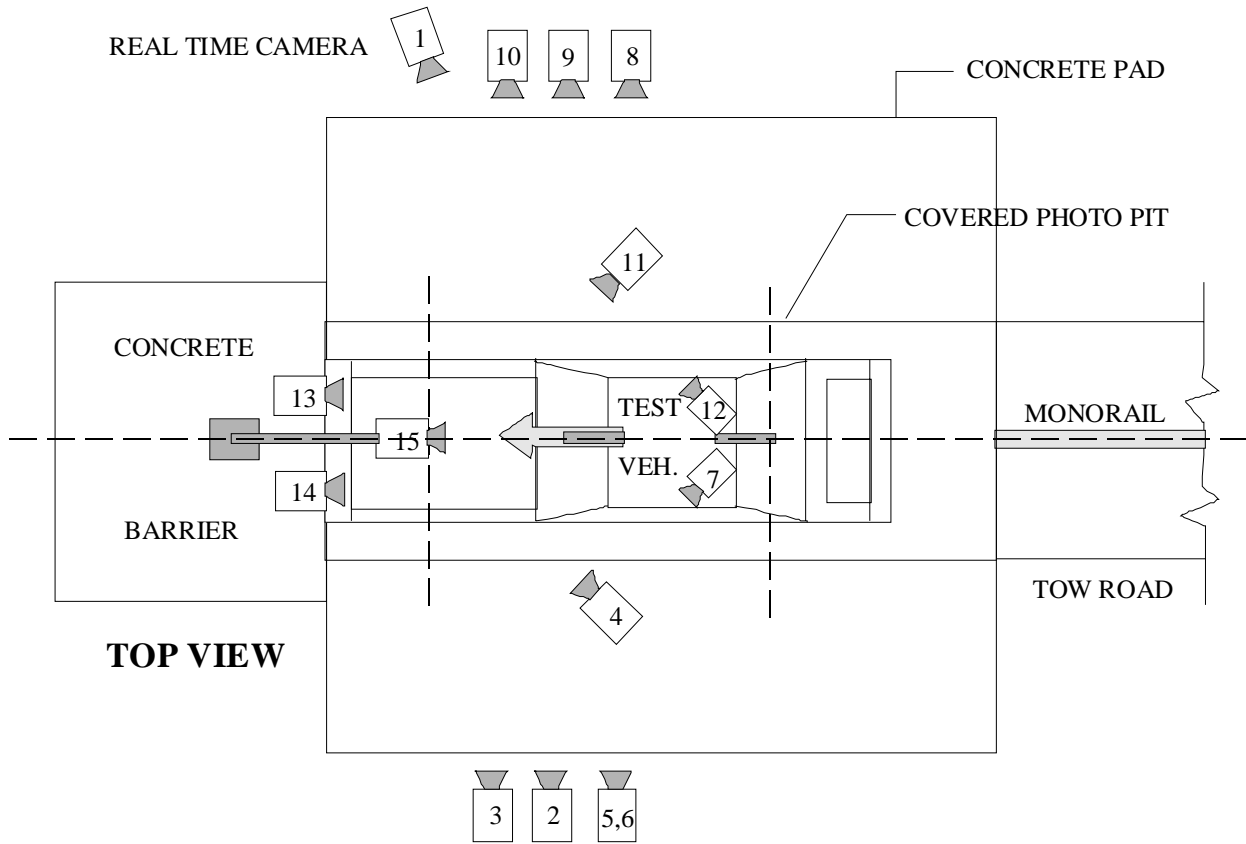 REAL TIME CAMERA
1
10
9
8
CONCRETE PAD
COVERED PHOTO PIT
11
CONCRETE
13
TEST
12
MONORAIL
15
VEH.
7
14
BARRIER
TOW ROAD
4
TOP VIEW
3
2
5,6